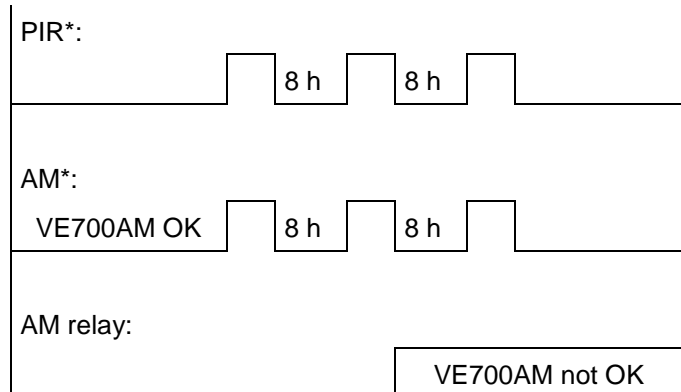 PIR*:
8 h 8 h
AM*:
VE700AM OK 8 h 8 h
AM relay:
VE700AM not OK